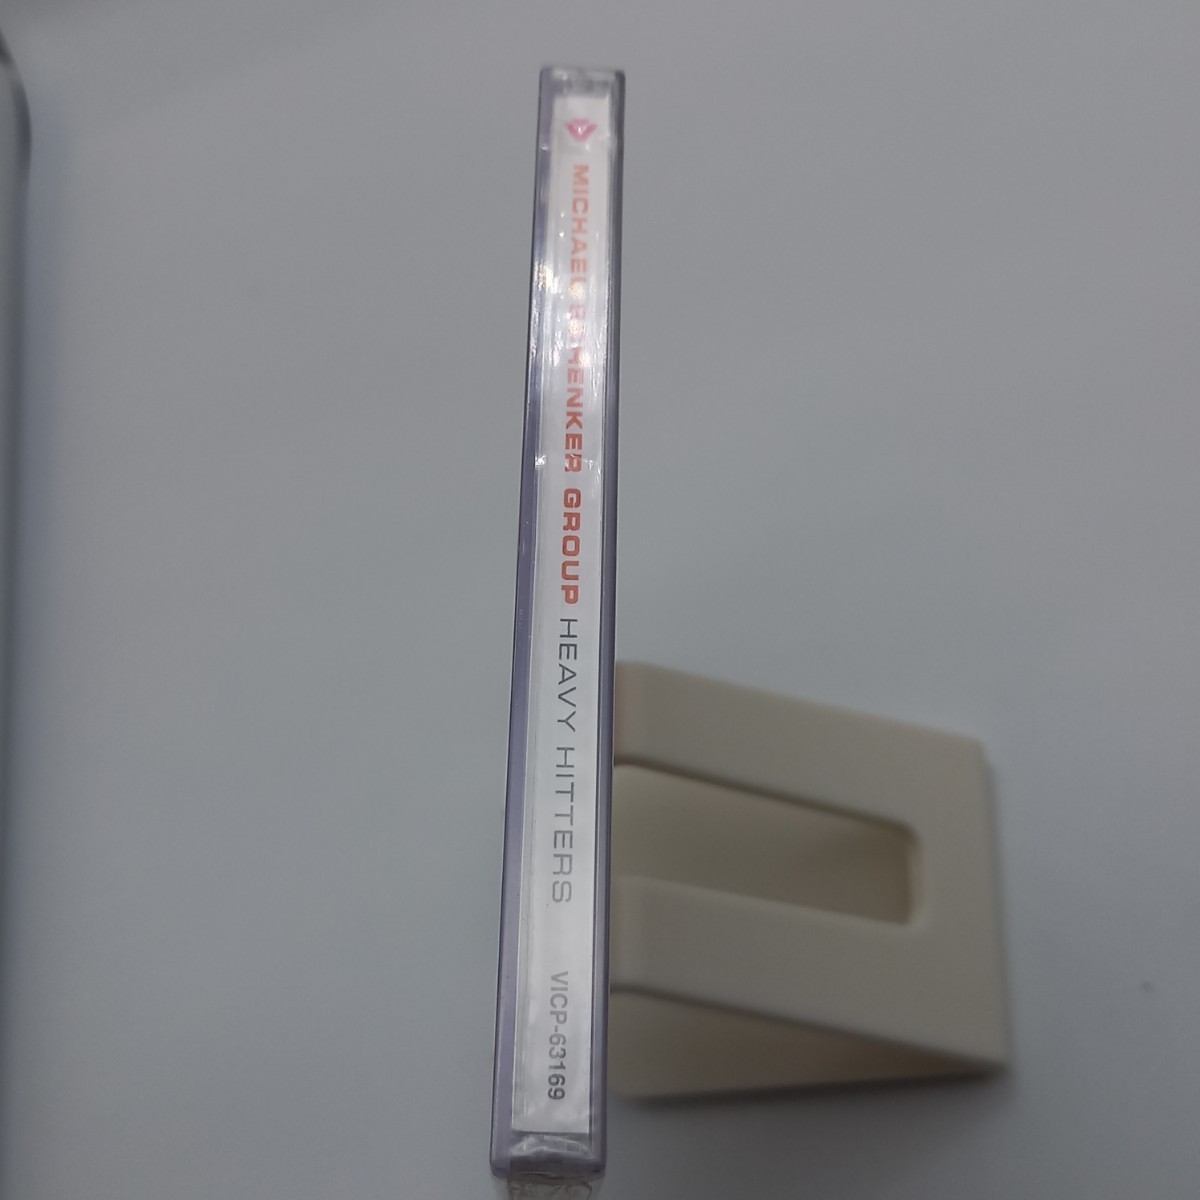 MICHAEL SCHENKER GROUP HEAVY HITTERS VICP-63169